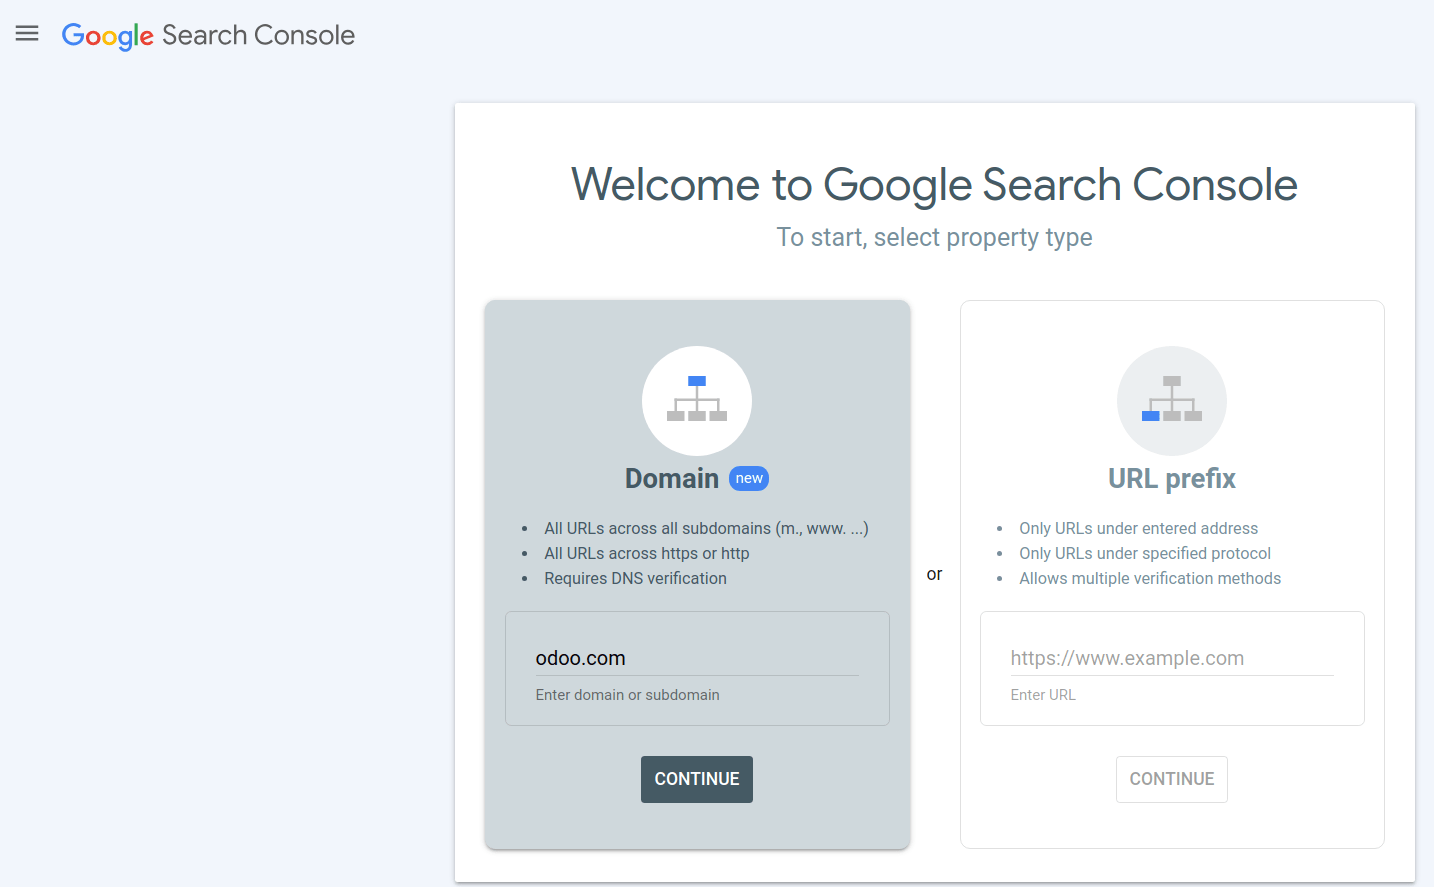 Google Search Console
Welcome to Google Search Console
To start, select property type
Domain new
• All URLs across all subdomains (m., www. ...)
• All URLs across https or http
• Requires DNS verification
odoo.com
Enter domain or subdomain
CONTINUE
or
URL prefix
• Only URLs under entered address
• Only URLs under specified protocol
• Allows multiple verification methods
https://www.example.com
Enter URL
CONTINUE